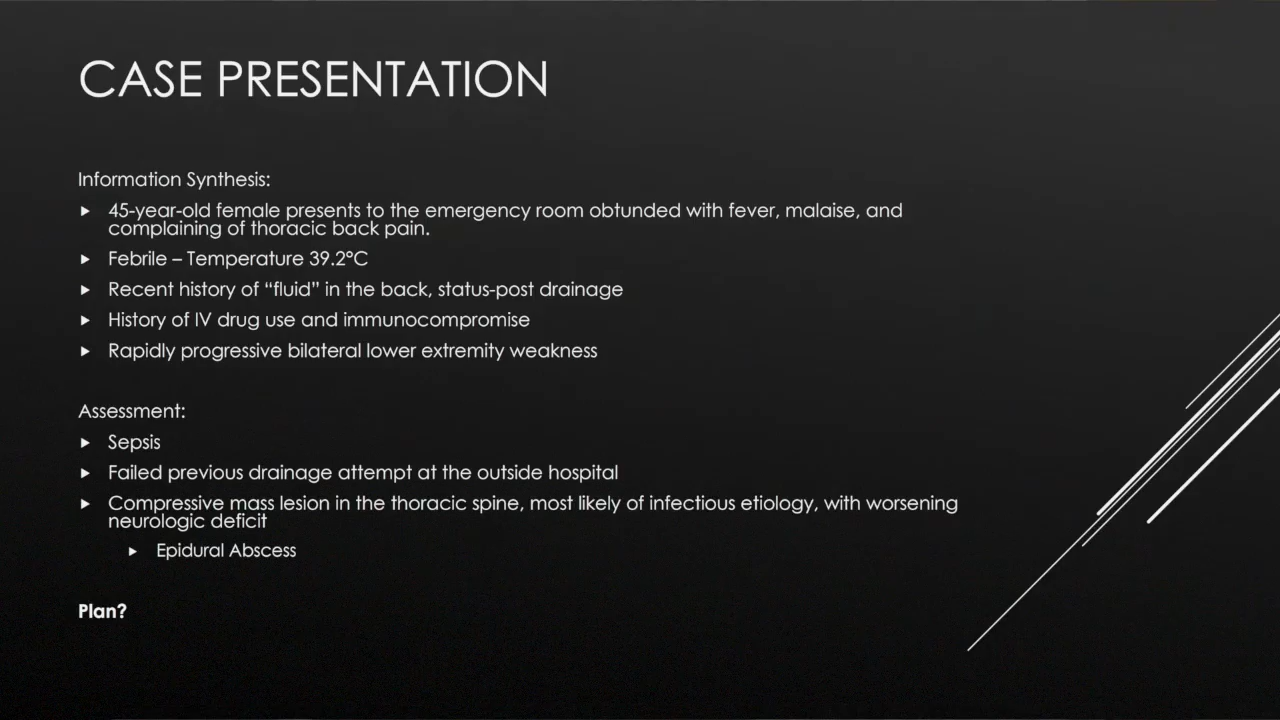 CASE PRESENTATION
Information Synthesis:
45-year-old female presents to the emergency room obtunded with fever, malaise, and
complaining of thoracic back pain.
Febrile – Temperature 39.2°C
Recent history of “fluid” in the back, status-post drainage
History of IV drug use and immunocompromise
Rapidly progressive bilateral lower extremity weakness
Assessment:
Sepsis
Failed previous drainage attempt at the outside hospital
Compressive mass lesion in the thoracic spine, most likely of infectious etiology, with worsening
neurologic deficit
Epidural Abscess
Plan?